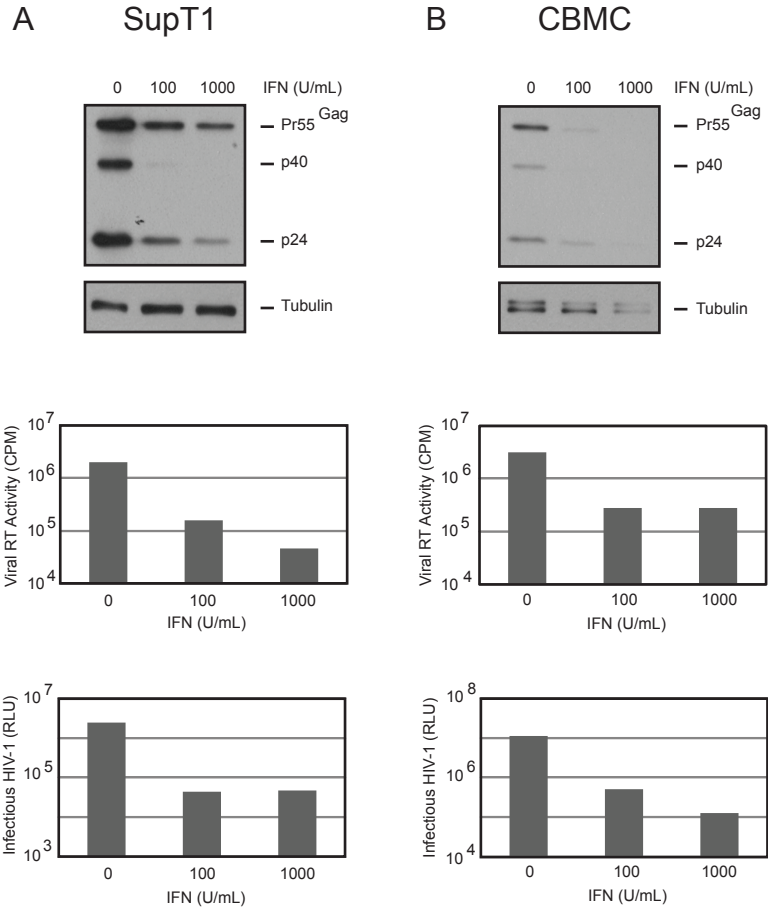 A SupT1
0 100 1000 IFN (U/mL)
Pr55 Gag
p40
p24
Tubulin
10 7
10 6
10 5
10 4
Viral RT Activity (CPM)
0 100 1000
IFN (U/mL)
10 7
10 5
10 3
Infectious HIV-1 (RLU)
0 100 1000
IFN (U/mL)
B CBMC
0 100 1000 IFN (U/mL)
Pr55 Gag
p40
p24
Tubulin
10 7
10 6
10 5
10 4
Viral RT Activity (CPM)
0 100 1000
IFN (U/mL)
10 8
10 6
10 4
Infectious HIV-1 (RLU)
0 100 1000
IFN (U/mL)